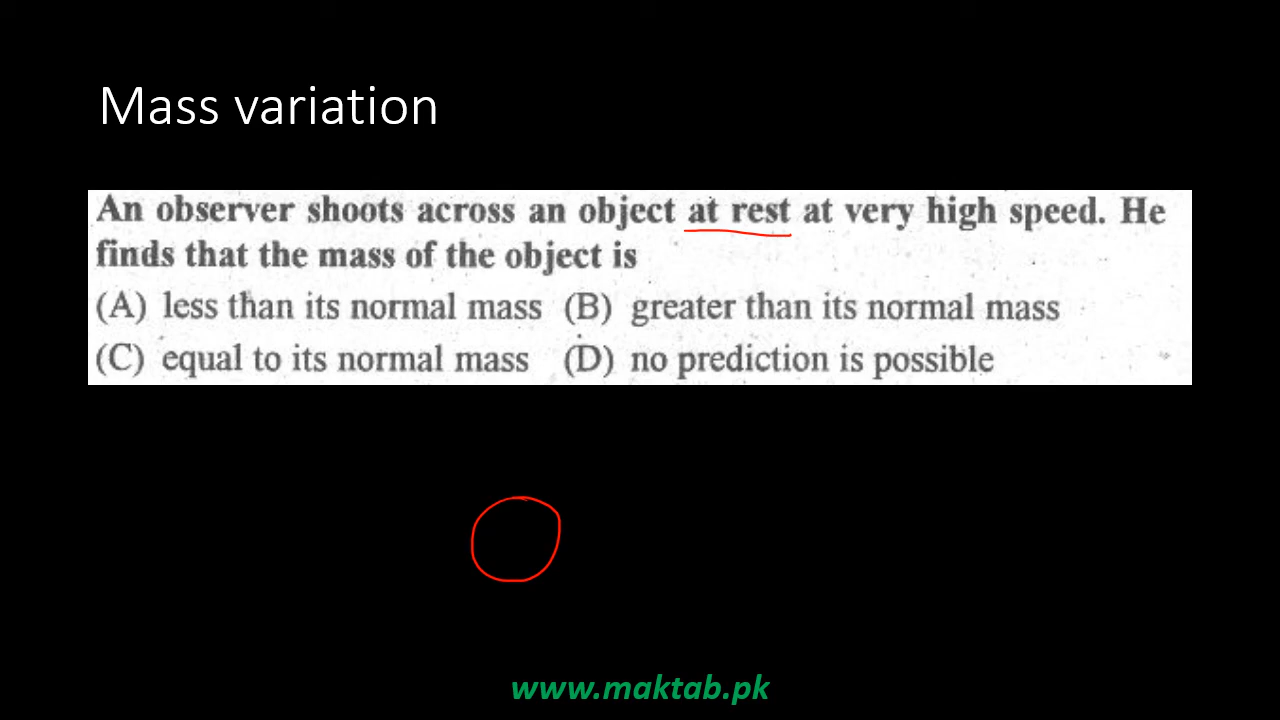 Mass variation
An observer shoots across an object at rest at very high speed. He
finds that the mass of the object is
(A) less than its normal mass (B) greater than its normal mass
(C) equal to its normal mass (D) no prediction is possible
www.maktab.pk